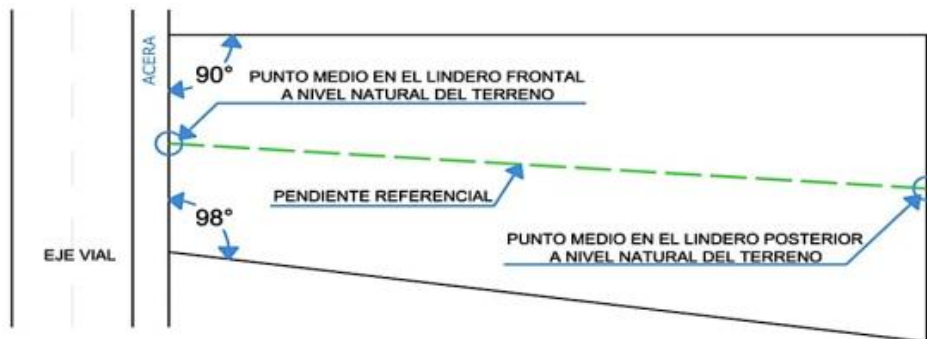 ACERA
90°
PUNTO MEDIO EN EL LINDERO FRONTAL
A NIVEL NATURAL DEL TERRENO
PENDIENTE REFERENCIAL
98°
EJE VIAL
PUNTO MEDIO EN EL LINDERO POSTERIOR
A NIVEL NATURAL DEL TERRENO